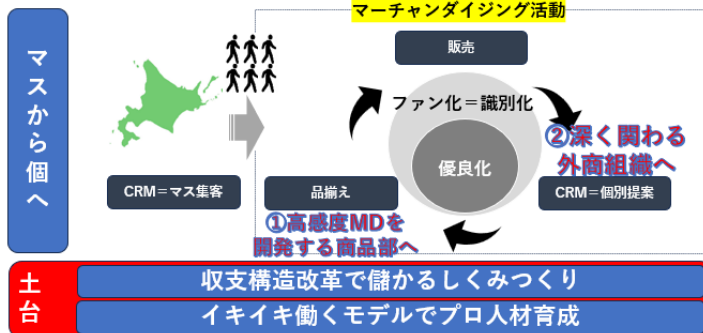 マーチャンダイジング活動
マスから個へ
販売
ファン化＝識別化
優良化
②深く関わる
外商組織へ
CRM＝マス集客
品揃え
CRM＝個別提案
①高感度MDを
開発する商品部へ
土台
収支構造改革で儲かるしくみつくり
イキイキ働くモデルでプロ人材育成